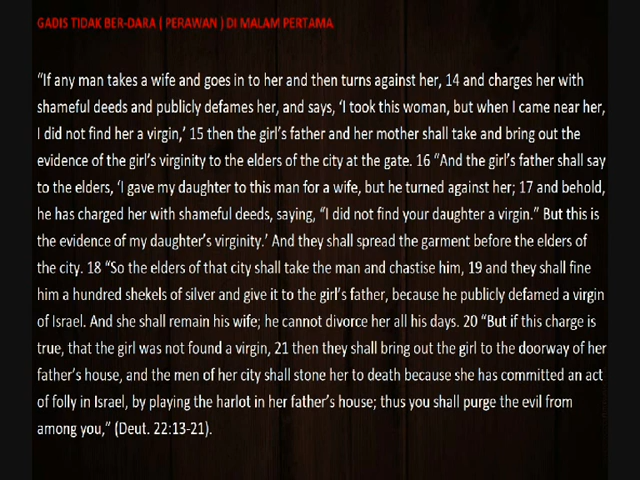 GADIS TIDAK BER-DARA ( PERAWAN ) DI MALAM PERTAMA
“If any man takes a wife and goes in to her and then turns against her, 14 and charges her with
shameful deeds and publicly defames her, and says, ‘I took this woman, but when I came near her,
I did not find her a virgin,’ 15 then the girl’s father and her mother shall take and bring out the
evidence of the girl’s virginity to the elders of the city at the gate. 16 “And the girl’s father shall say
to the elders, ‘I gave my daughter to this man for a wife, but he turned against her; 17 and behold,
he has charged her with shameful deeds, saying, “I did not find your daughter a virgin.” But this is
the evidence of my daughter’s virginity.’ And they shall spread the garment before the elders of
the city. 18 “So the elders of that city shall take the man and chastise him, 19 and they shall fine
him a hundred shekels of silver and give it to the girl’s father, because he publicly defamed a virgin
of Israel. And she shall remain his wife; he cannot divorce her all his days. 20 “But if this charge is
true, that the girl was not found a virgin, 21 then they shall bring out the girl to the doorway of her
father’s house, and the men of her city shall stone her to death because she has committed an act
of folly in Israel, by playing the harlot in her father’s house; thus you shall purge the evil from
among you,” (Deut. 22:13-21).